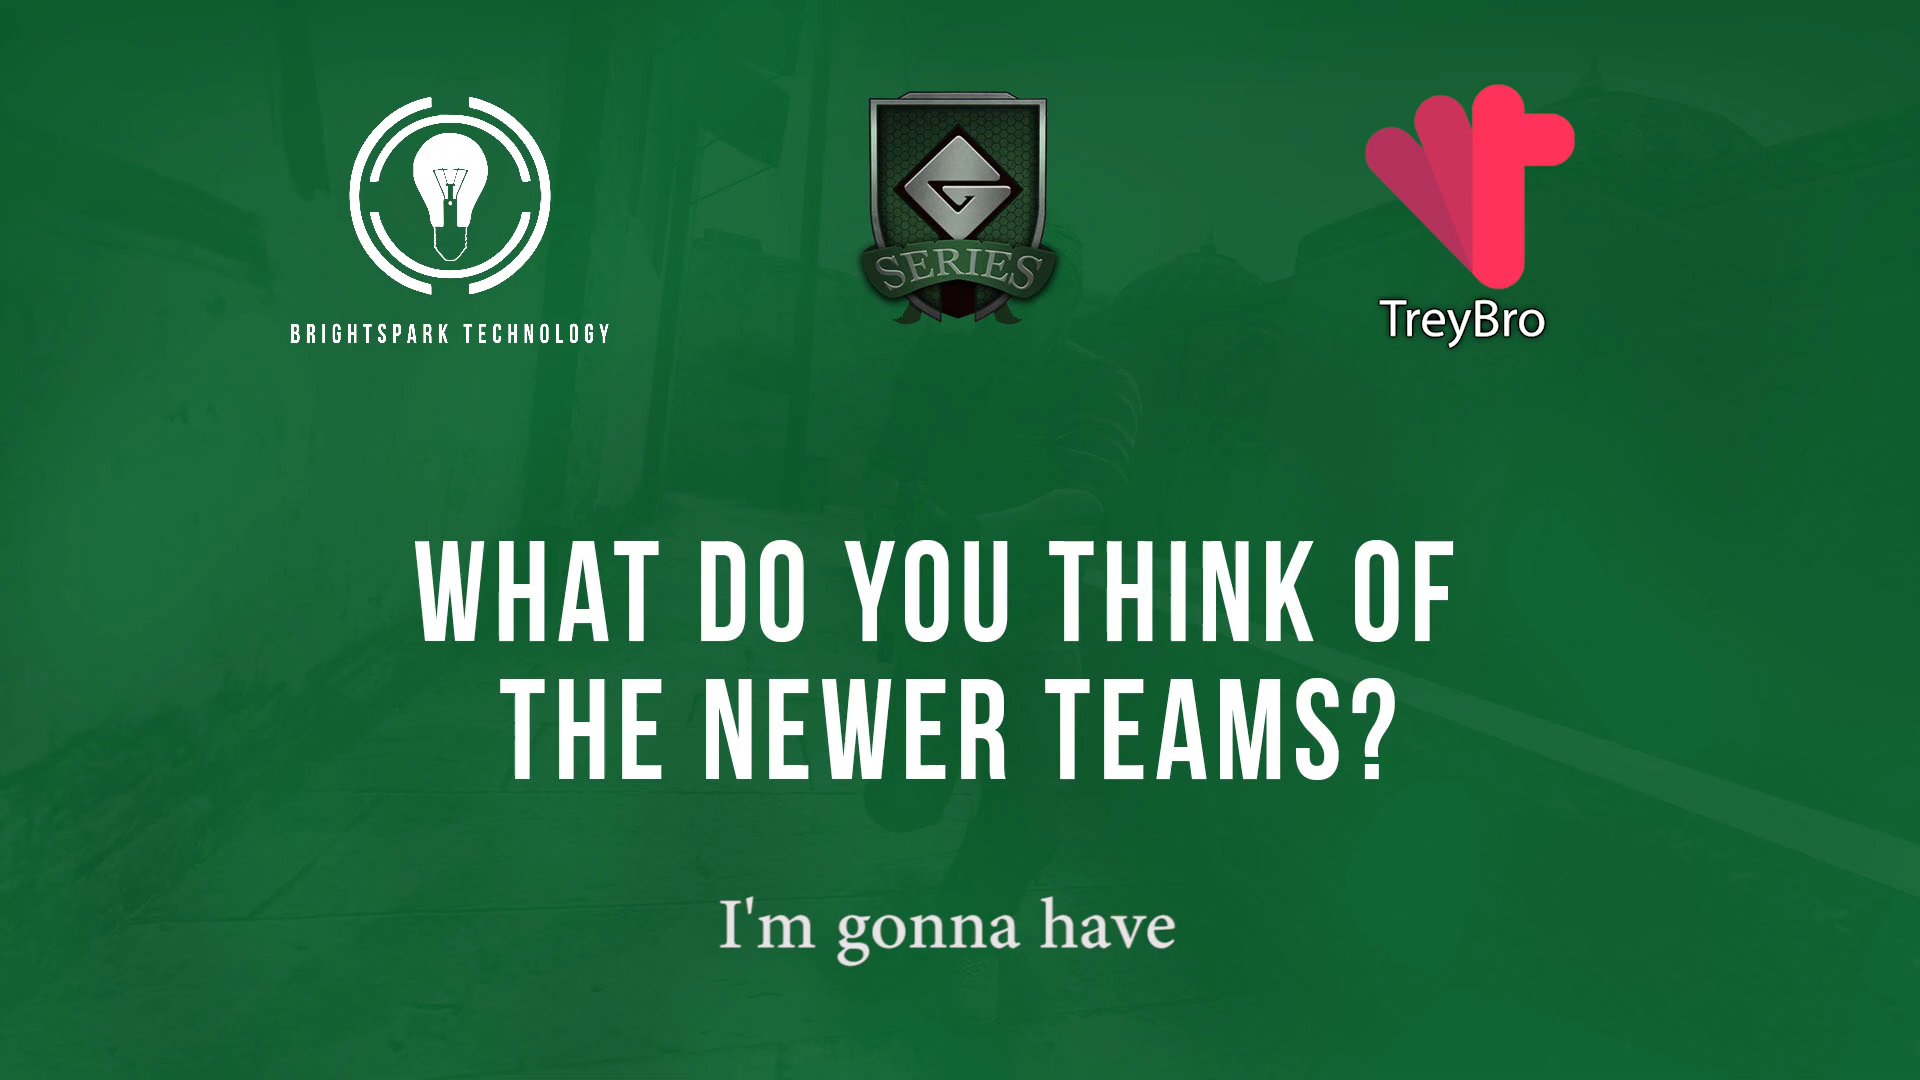 BRIGHTSPARK TECHNOLOGY
SERIES
TreyBro
WHAT DO YOU THINK OF
THE NEWER TEAMS?
I'm gonna have